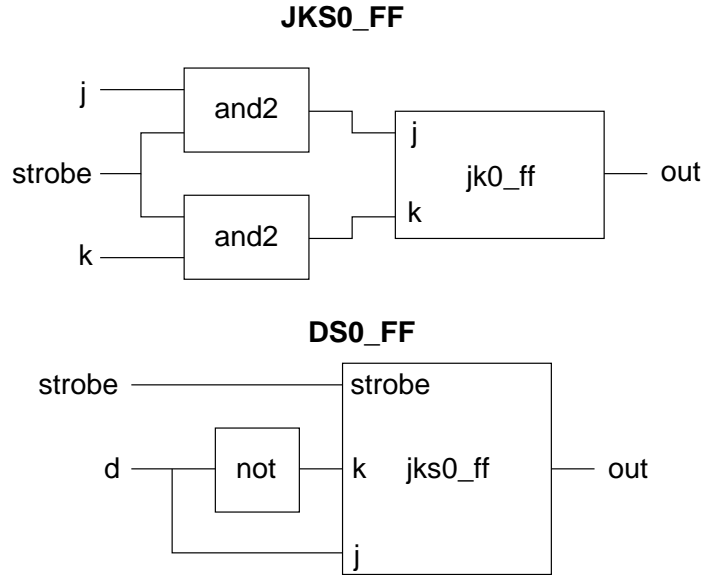 JKS0_FF
j
and2
strobe
j
jk0_ff
out
k
and2
k
DS0_FF
strobe
strobe
d
not
k
jks0_ff
out
j